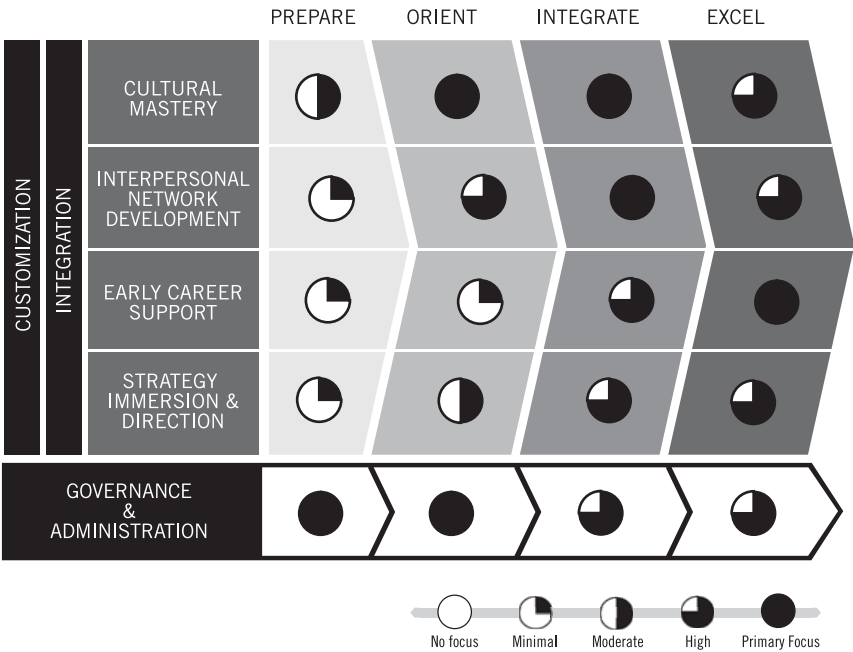 PREPARE
ORIENT
INTEGRATE
EXCEL
CUSTOMIZATION
INTEGRATION
CULTURAL
MASTERY
INTERPERSONAL
NETWORK
DEVELOPMENT
EARLY CAREER
SUPPORT
STRATEGY
IMMERSION &
DIRECTION
GOVERNANCE
&
ADMINISTRATION
No focus
Minimal
Moderate
High
Primary Focus